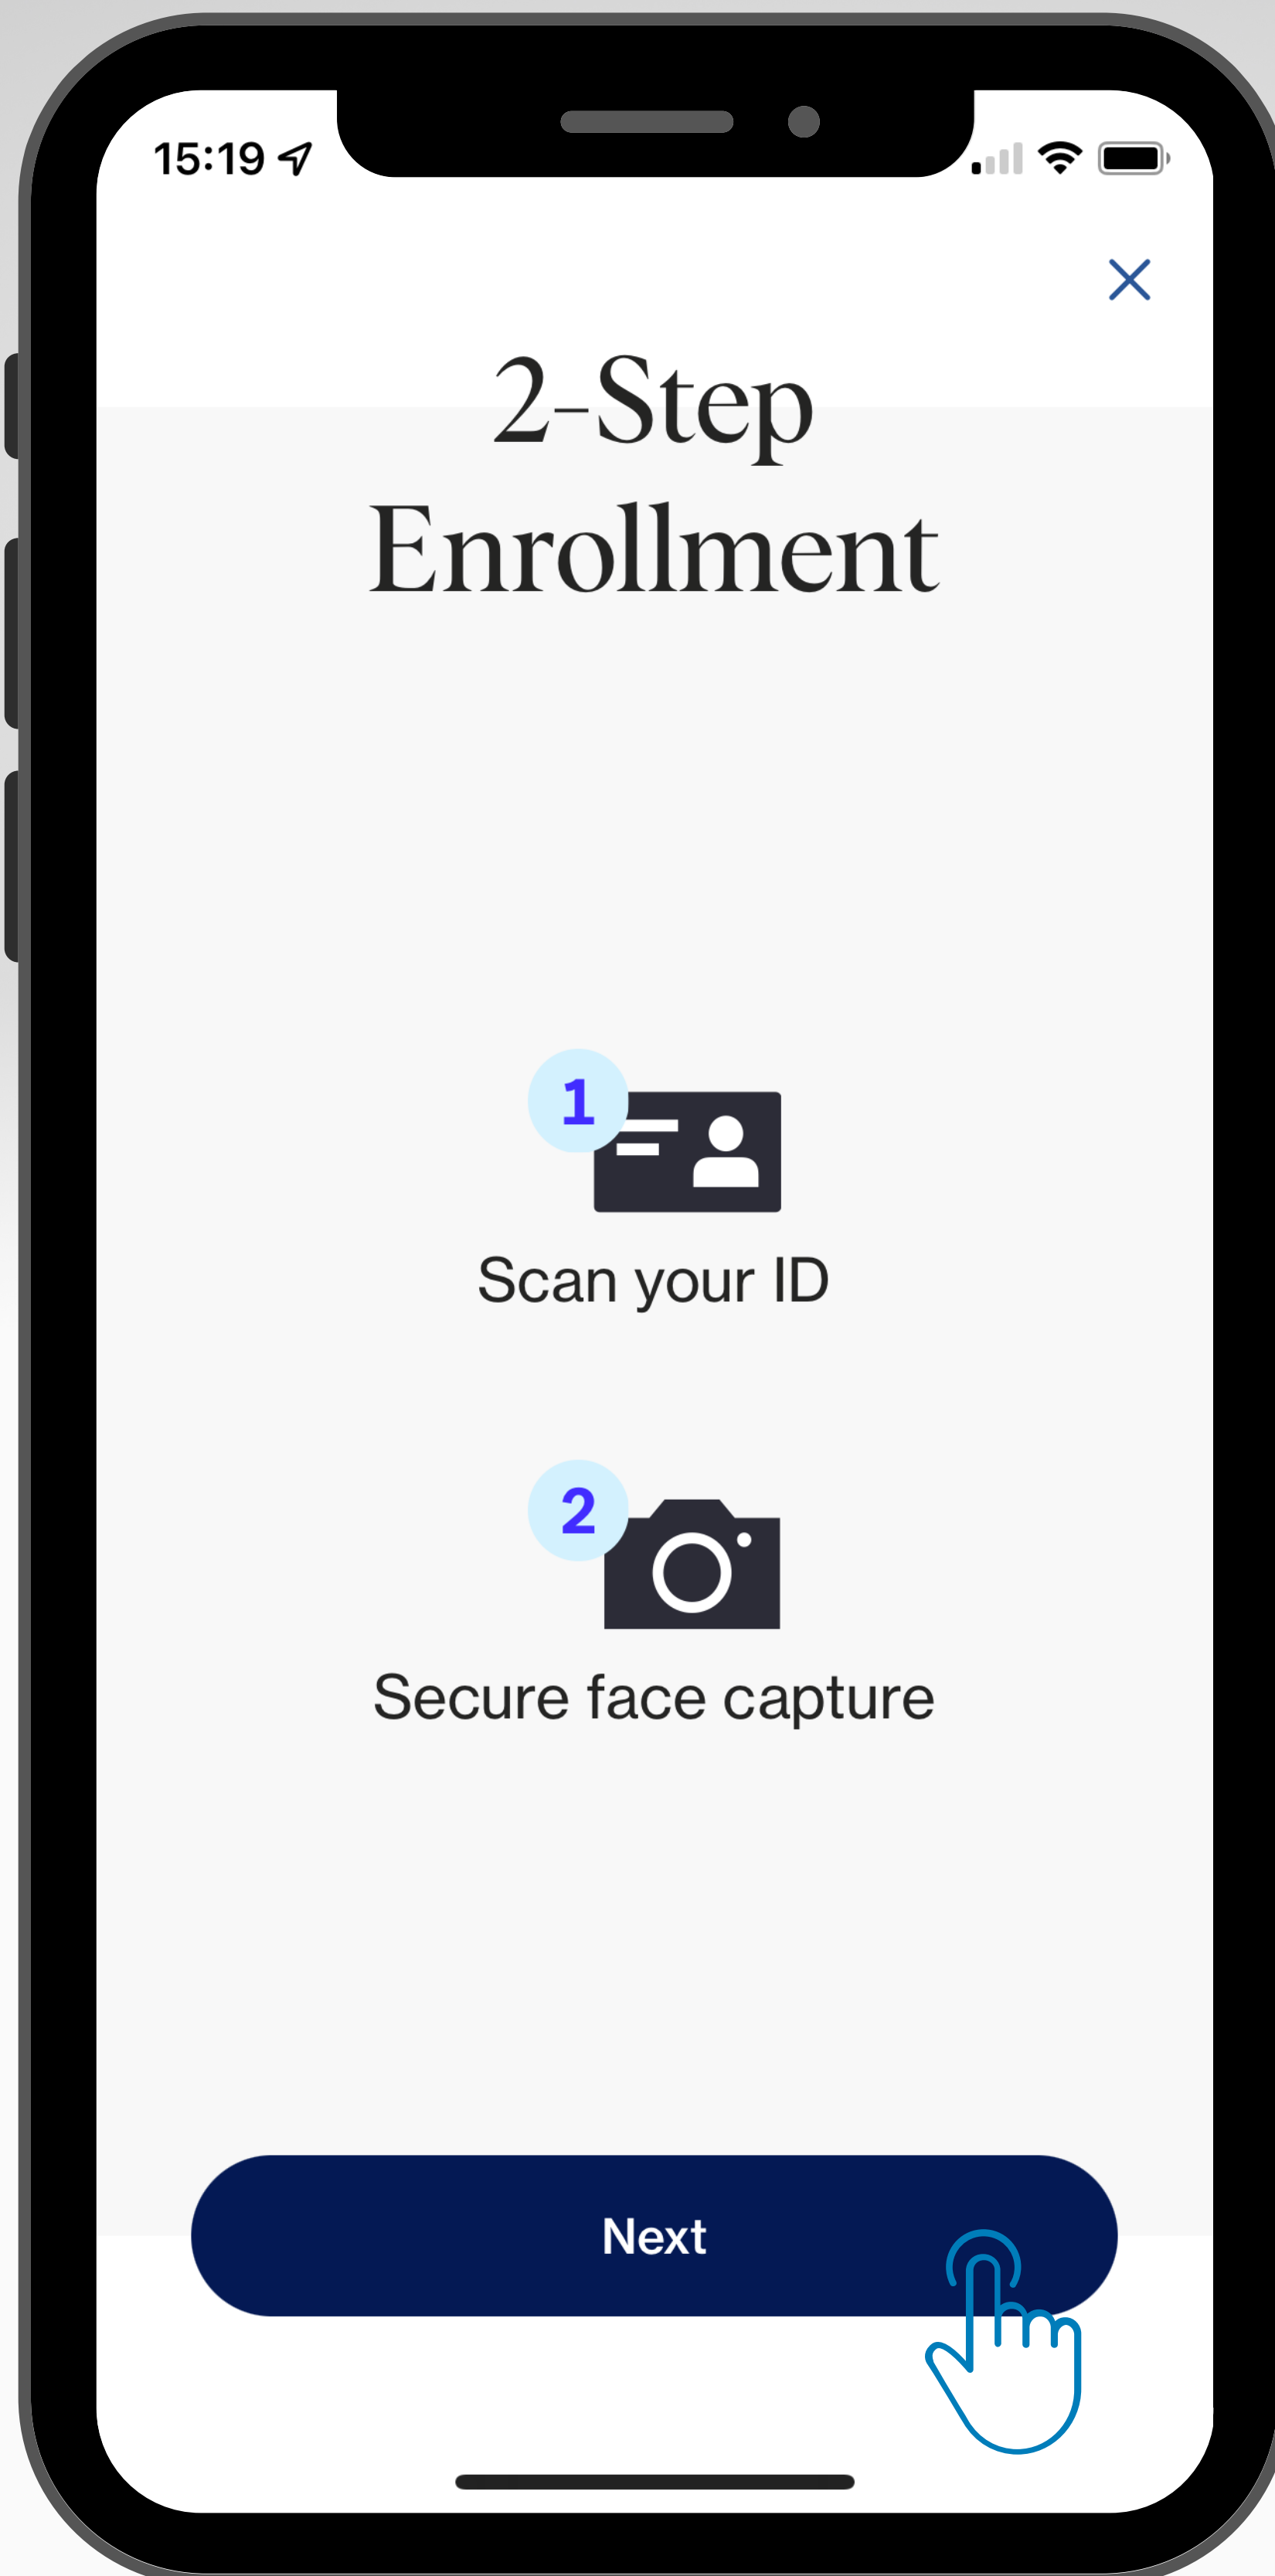 15:19
2-Step
Enrollment
1
Scan your ID
2
Secure face capture
Next